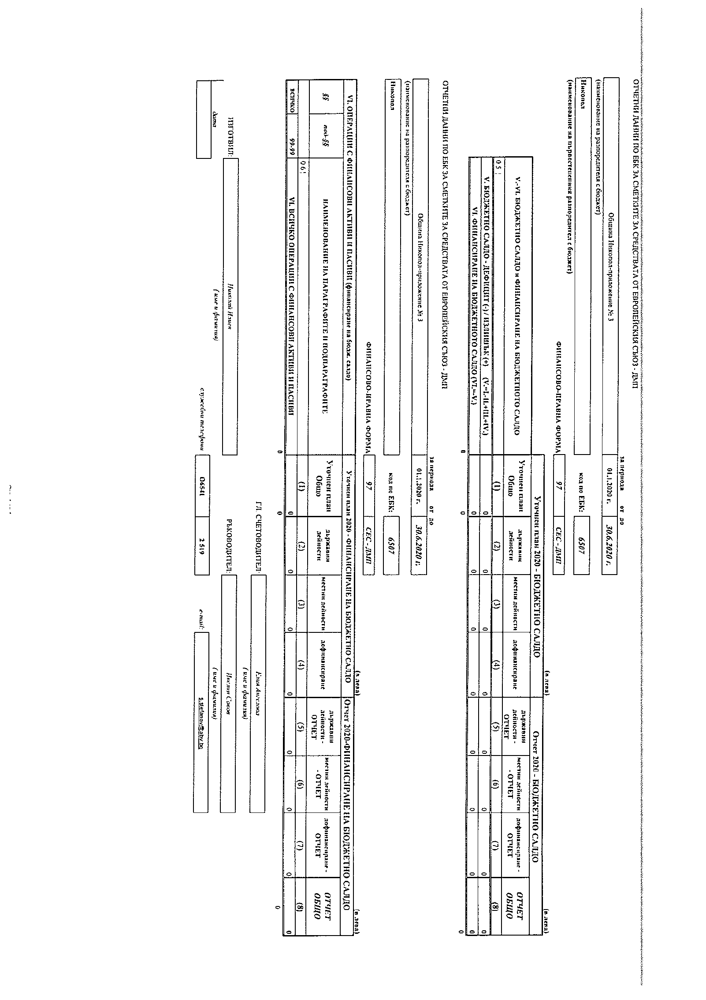 ОТЧЕТНИ ДАННИ ПО ЕБК ЗА СМЕТКИТЕ ЗА СРЕДСТВАТА ОТ ЕВРОПЕЙСКИЯ СЪЮЗ - ДМП
за периода от до
Община Никопол-приложение № 3 01.1.2020 г. 30.6.2020 г.
(наименование на разпоредителя с бюджет)
Никопол код по ЕБК: 6507
(наименование на първостепенния разпоредител с бюджет)
ФИНАНСОВО-ПРАВНА ФОРМА 97 СЕС - ДМП
(в лева) (в лева)
Уточнен план 2020 - БЮДЖЕТНО САЛДО Отчет 2020 - БЮДЖЕТНО САЛДО
V.-VI. БЮДЖЕТНО САЛДО и ФИНАНСИРАНЕ НА БЮДЖЕТНОТО САЛДО
Уточнен план Общо държавни дейности местни дейности дофинансиране държавни дейности - ОТЧЕТ местни дейности - ОТЧЕТ дофинансиране - ОТЧЕТ ОТЧЕТ ОБЩО
0 5 (1) (2) (3) (4) (5) (6) (7) (8)
V. БЮДЖЕТНО САЛДО - ДЕФИЦИТ (-) / ИЗЛИШЪК (+) (V.=I.-II.+III.+IV.) 0 0 0 0 0 0 0 0
VI. ФИНАНСИРАНЕ НА БЮДЖЕТНОТО САЛДО (VI.=-V.) 0 0 0 0 0 0 0 0
0 0 0
ОТЧЕТНИ ДАННИ ПО ЕБК ЗА СМЕТКИТЕ ЗА СРЕДСТВАТА ОТ ЕВРОПЕЙСКИЯ СЪЮЗ - ДМП
за периода от до
Община Никопол-приложение № 3 01.1.2020 г. 30.6.2020 г.
(наименование на разпоредителя с бюджет)
Никопол код по ЕБК: 6507
ФИНАНСОВО-ПРАВНА ФОРМА 97 СЕС - ДМП
(в лева) (в лева)
VI. ОПЕРАЦИИ С ФИНАНСОВИ АКТИВИ И ПАСИВИ (финансиране на бюдж. салдо) Уточнен план 2020 - ФИНАНСИРАНЕ НА БЮДЖЕТНО САЛДО Отчет 2020-ФИНАНСИРАНЕ НА БЮДЖЕТНО САЛДО
§§ под-§§ НАИМЕНОВАНИЕ НА ПАРАГРАФИТЕ И ПОДПАРАГРАФИТЕ Уточнен план Общо държавни дейности местни дейности дофинансиране държавни дейности - ОТЧЕТ местни дейности - ОТЧЕТ дофинансиране - ОТЧЕТ ОТЧЕТ ОБЩО
0 6 (1) (2) (3) (4) (5) (6) (7) (8)
ВСИЧКО 99-99 VI. ВСИЧКО ОПЕРАЦИИ С ФИНАНСОВИ АКТИВИ И ПАСИВИ 0 0 0 0 0 0 0 0
0 0 0
ГЛ. СЧЕТОВОДИТЕЛ: Елия Ангелова
(име и фамилия)
ИЗГОТВИЛ: Николай Илиев РЪКОВОДИТЕЛ: Ивелин Савов
дата (име и фамилия) (име и фамилия)
служебни телефони 06541 2 519 e-mail: s.stefanov@abv.bg